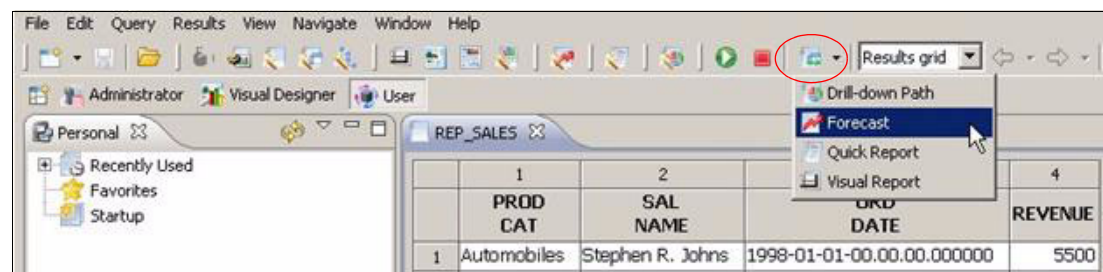 File Edit Query Results View Navigate Window Help
Results grid
Administrator Visual Designer User
Drill-down Path
Personal
REP_SALES
Forecast
Recently Used
Quick Report
Favorites
Visual Report
Startup
1 2 4
PROD CAT SAL NAME ORD DATE REVENUE
1 Automobiles Stephen R. Johns 1998-01-01-00.00.00.000000 5500